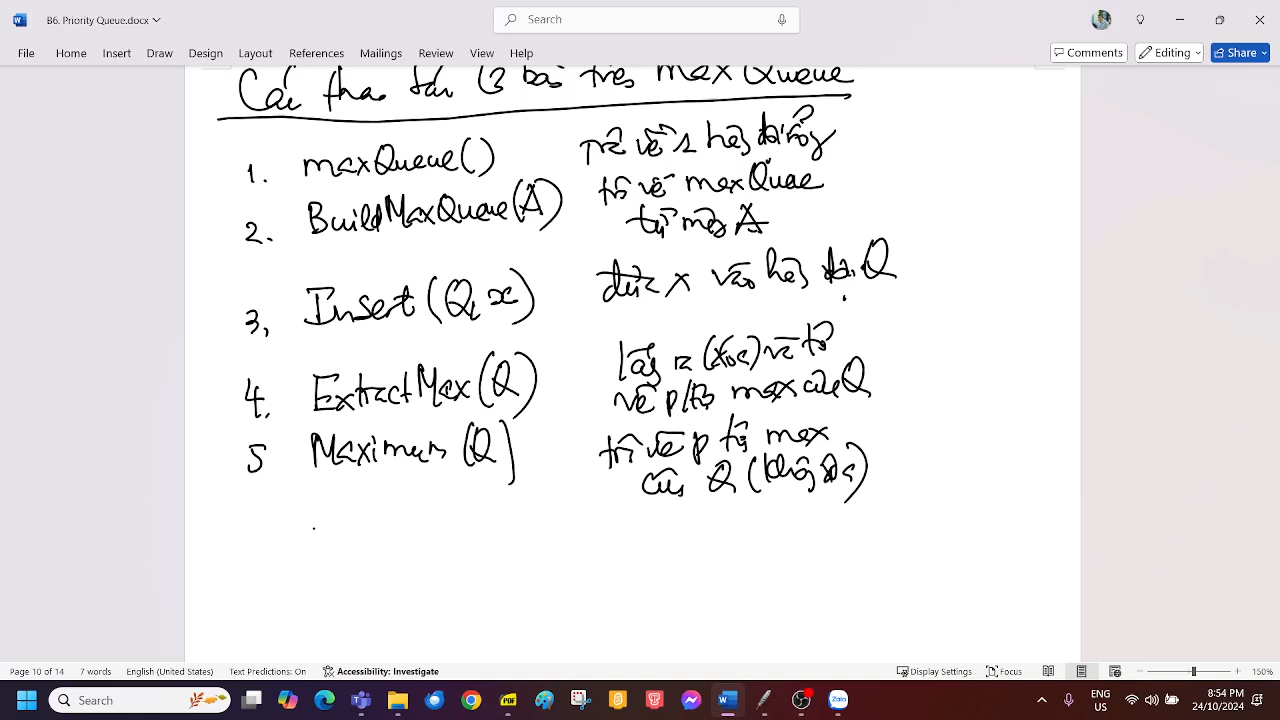 B6. Priority Queue.docx
Search
File Home Insert Draw Design Layout References Mailings Review View Help
Comments Editing Share
Các thao tác cơ bản trên maxQueue
1. maxQueue() trả về 1 hàng đợi rỗng
2. BuildMaxQueue(A) trả về maxQueue
từ mảng A
3, Insert(Q, x) đưa x vào hàng đợi Q
4. ExtractMax(Q) lấy ra (xóa) và trả
về p/tử max của Q
5 Maximum(Q) trả về p tử max
của Q (không xóa)
Page 10 of 14 7 words English (United States) Text Predictions: On Accessibility: Investigate Display Settings Focus 150%
Search ENG 8:54 PM
US 24/10/2024